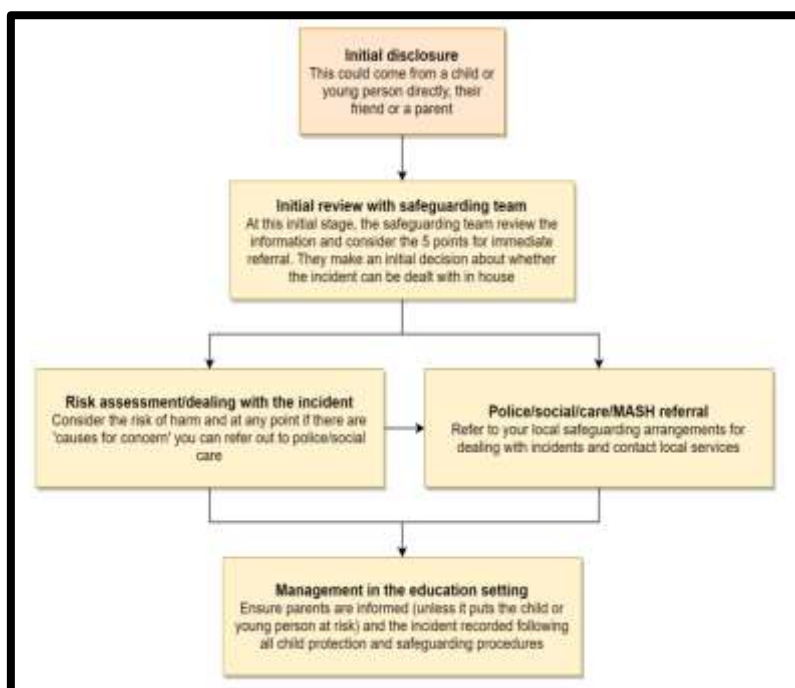 Initial disclosure
This could come from a child or
young person directly, their
friend or a parent
Initial review with safeguarding team
At this initial stage, the safeguarding team review the
information and consider the 5 points for immediate
referral. They make an initial decision about whether
the incident can be dealt with in house
Risk assessment/dealing with the incident
Consider the risk of harm and at any point if there are
'causes for concern' you can refer out to police/social
care
Police/social/care/MASH referral
Refer to your local safeguarding arrangements for
dealing with incidents and contact local services
Management in the education setting
Ensure parents are informed (unless it puts the child or
young person at risk) and the incident recorded following
all child protection and safeguarding procedures